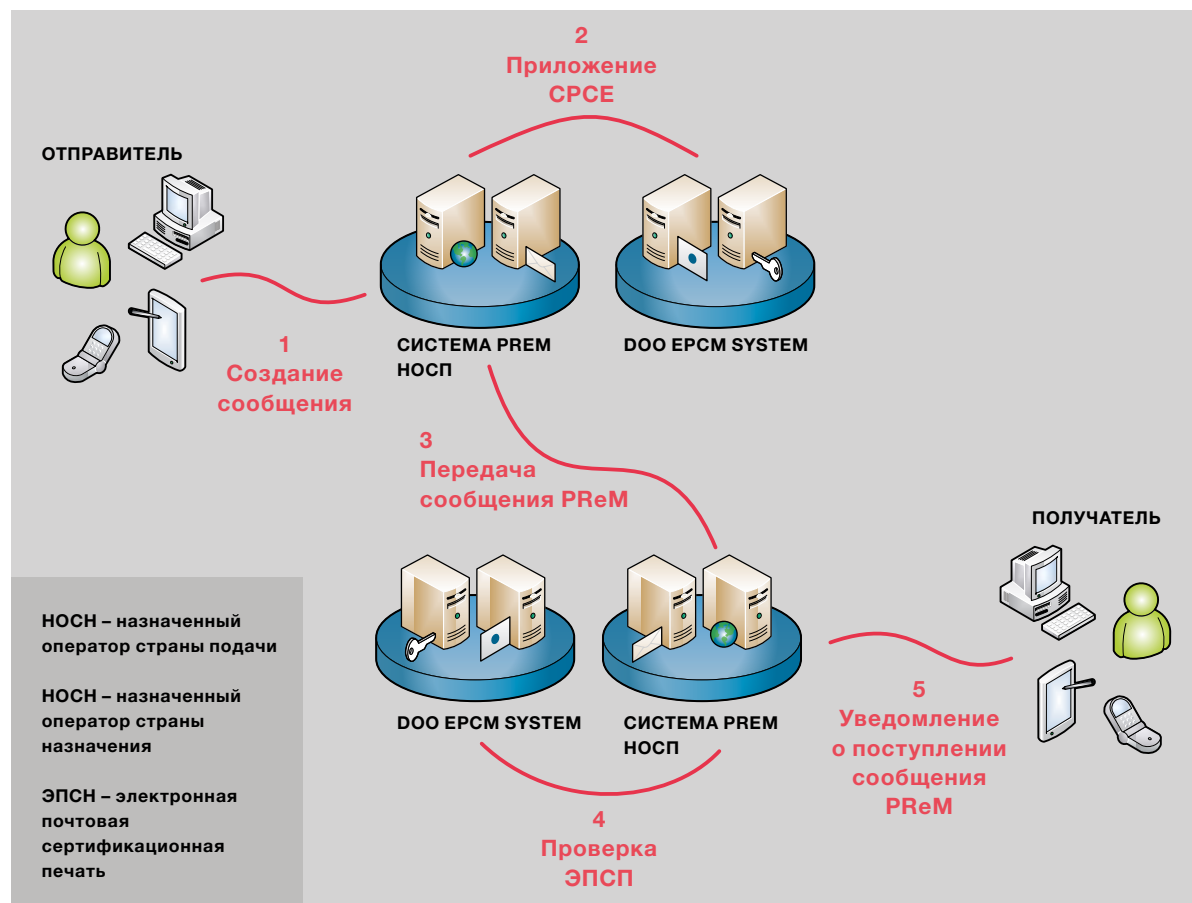 2
Приложение
CPCE
ОТПРАВИТЕЛЬ
СИСТЕМА PREM
НОСП
DOO EPCM SYSTEM
1
Создание
сообщения
3
Передача
сообщения PReM
ПОЛУЧАТЕЛЬ
DOO EPCM SYSTEM
СИСТЕМА PREM
НОСП
5
Уведомление
о поступлении
сообщения
PReM
4
Проверка
ЭПСП
НОСН – назначенный
оператор страны подачи
НОСН – назначенный
оператор страны
назначения
ЭПСН – электронная
почтовая
сертификационная
печать